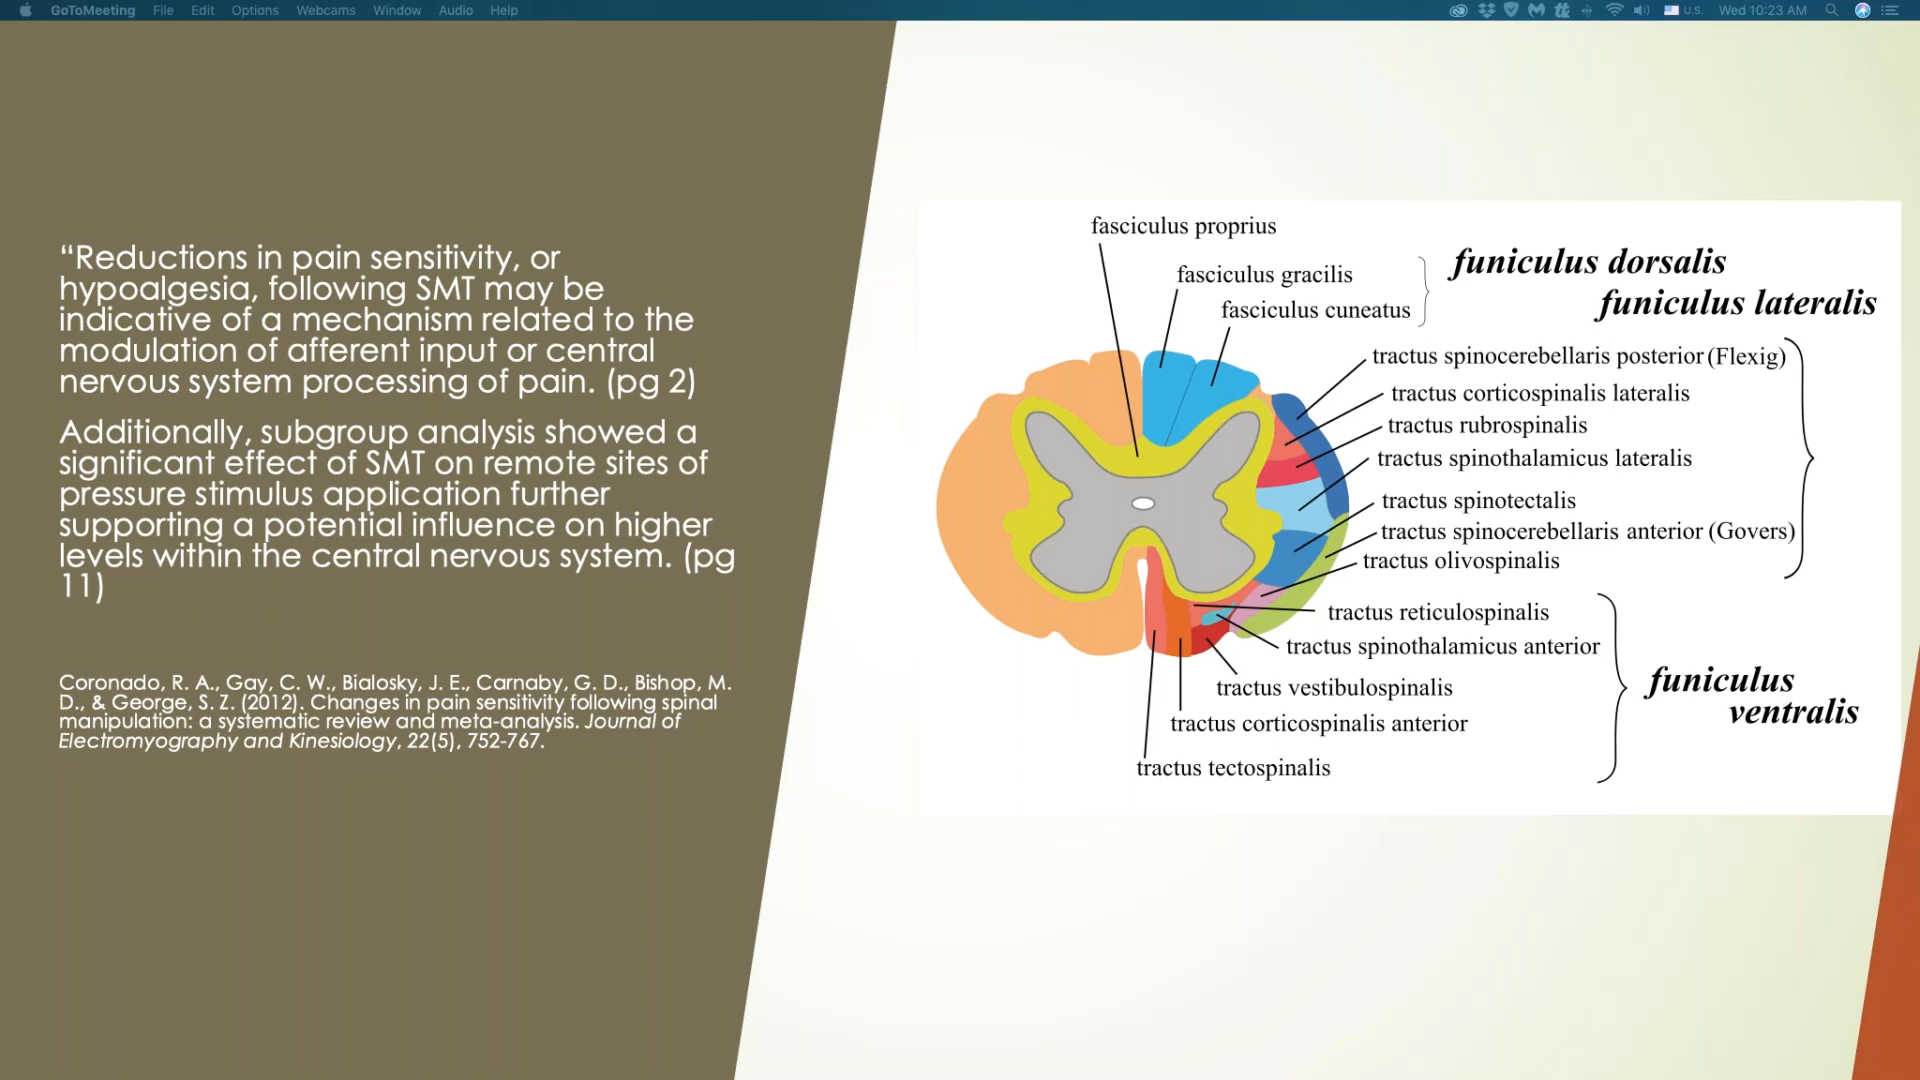 GoToMeeting File Edit Options Webcams Window Audio Help U.S. Wed 10:23 AM
“Reductions in pain sensitivity, or
hypoalgesia, following SMT may be
indicative of a mechanism related to the
modulation of afferent input or central
nervous system processing of pain. (pg 2)
Additionally, subgroup analysis showed a
significant effect of SMT on remote sites of
pressure stimulus application further
supporting a potential influence on higher
levels within the central nervous system. (pg
11)
Coronado, R. A., Gay, C. W., Bialosky, J. E., Carnaby, G. D., Bishop, M.
D., & George, S. Z. (2012). Changes in pain sensitivity following spinal
manipulation: a systematic review and meta-analysis. Journal of
Electromyography and Kinesiology, 22(5), 752-767.
fasciculus proprius
fasciculus gracilis
fasciculus cuneatus
funiculus dorsalis
funiculus lateralis
tractus spinocerebellaris posterior (Flexig)
tractus corticospinalis lateralis
tractus rubrospinalis
tractus spinothalamicus lateralis
tractus spinotectalis
tractus spinocerebellaris anterior (Govers)
tractus olivospinalis
tractus reticulospinalis
tractus spinothalamicus anterior
tractus vestibulospinalis
tractus corticospinalis anterior
tractus tectospinalis
funiculus
ventralis